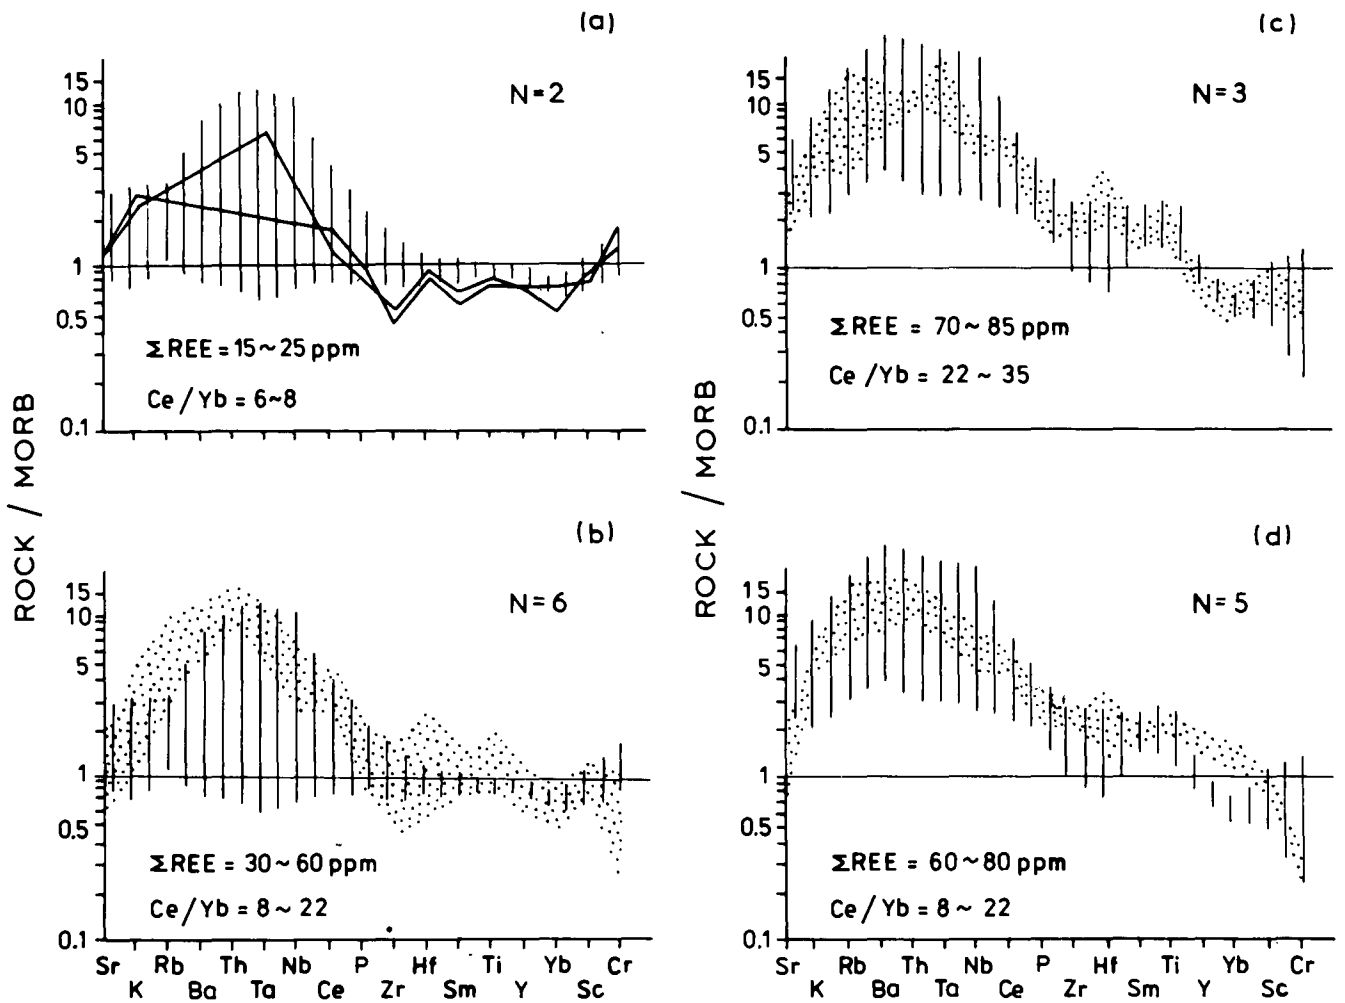 (a)
N=2
15
10
5
1
0.5
0.1
ΣREE = 15~25 ppm
Ce/Yb = 6~8
ROCK / MORB
(b)
N=6
15
10
5
1
0.5
0.1
ΣREE = 30~60 ppm
Ce/Yb = 8~22
Sr K Rb Ba Th Ta Nb Ce P Zr Hf Sm Ti Y Yb Sc Cr
(c)
N=3
15
10
5
1
0.5
0.1
ΣREE = 70~85 ppm
Ce/Yb = 22~35
ROCK / MORB
(d)
N=5
15
10
5
1
0.5
0.1
ΣREE = 60~80 ppm
Ce/Yb = 8~22
Sr K Rb Ba Th Ta Nb Ce P Zr Hf Sm Ti Y Yb Sc Cr